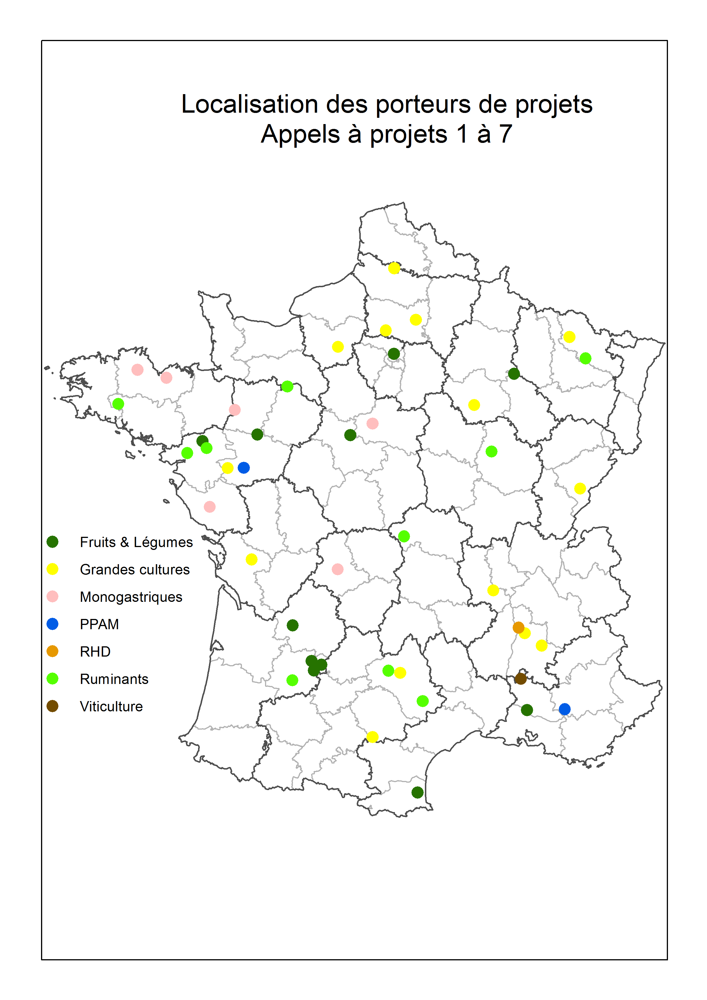 Localisation des porteurs de projets
Appels à projets 1 à 7
Fruits & Légumes
Grandes cultures
Monogastriques
PPAM
RHD
Ruminants
Viticulture